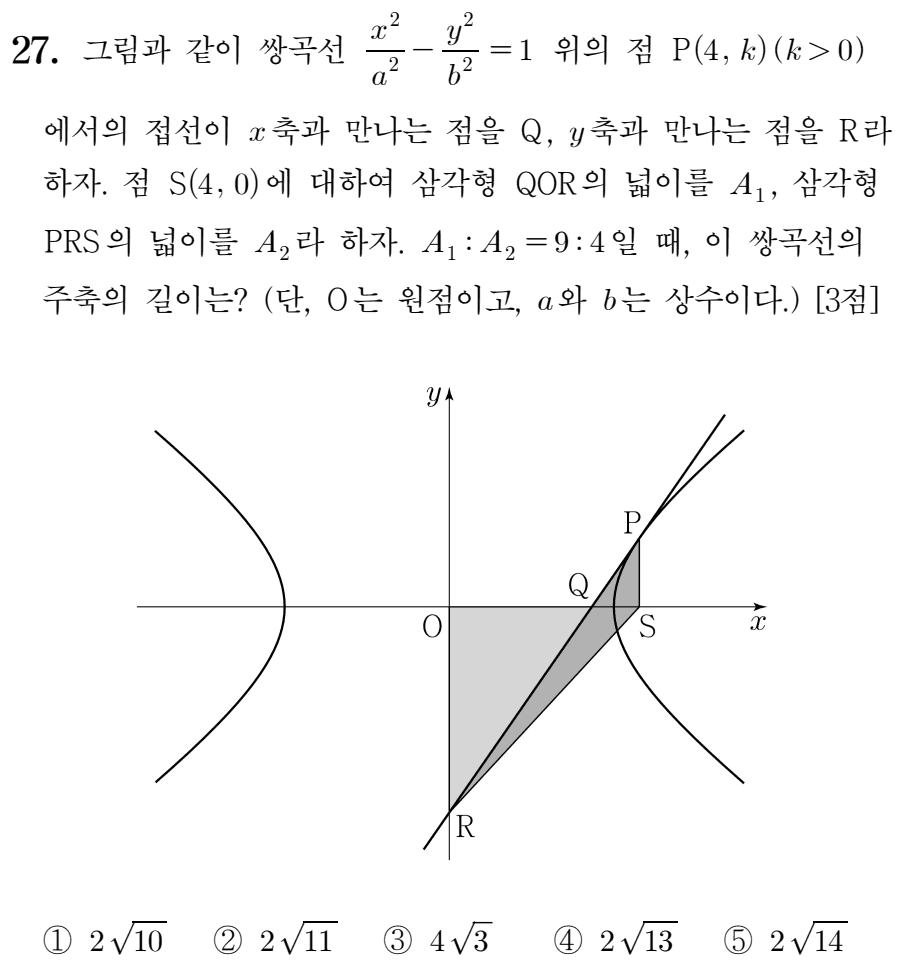 27. 그림과 같이 쌍곡선 x²/a² − y²/b² = 1 위의 점 P(4, k)(k > 0)
에서의 접선이 x축과 만나는 점을 Q, y축과 만나는 점을 R라
하자. 점 S(4, 0)에 대하여 삼각형 QOR의 넓이를 A₁, 삼각형
PRS의 넓이를 A₂라 하자. A₁ : A₂ = 9 : 4일 때, 이 쌍곡선의
주축의 길이는? (단, O는 원점이고, a와 b는 상수이다.) [3점]
y
P
Q
O
S
x
R
① 2√10 ② 2√11 ③ 4√3 ④ 2√13 ⑤ 2√14